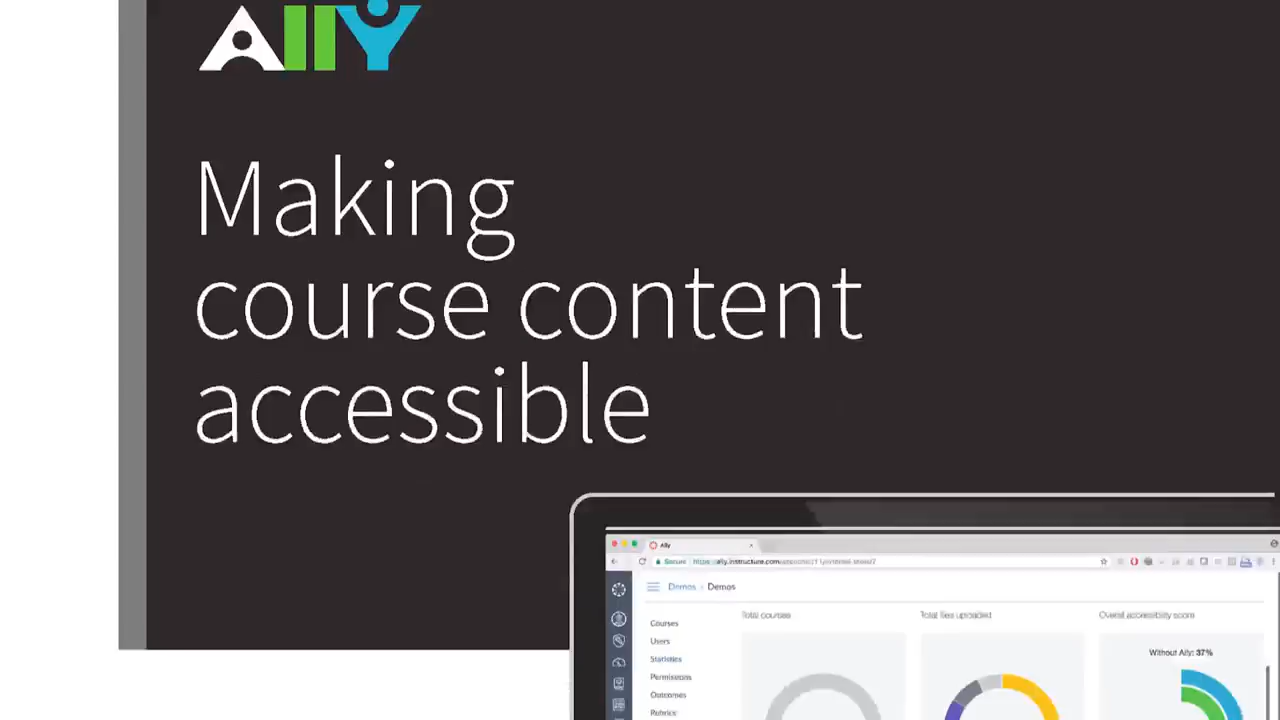 Ally
Making
course content
accessible
Ally
Secure
Demos › Demos
Total courses
Total files uploaded
Overall accessibility score
Courses
Users
Statistics
Permissions
Outcomes
Rubrics
Without Ally: 37%